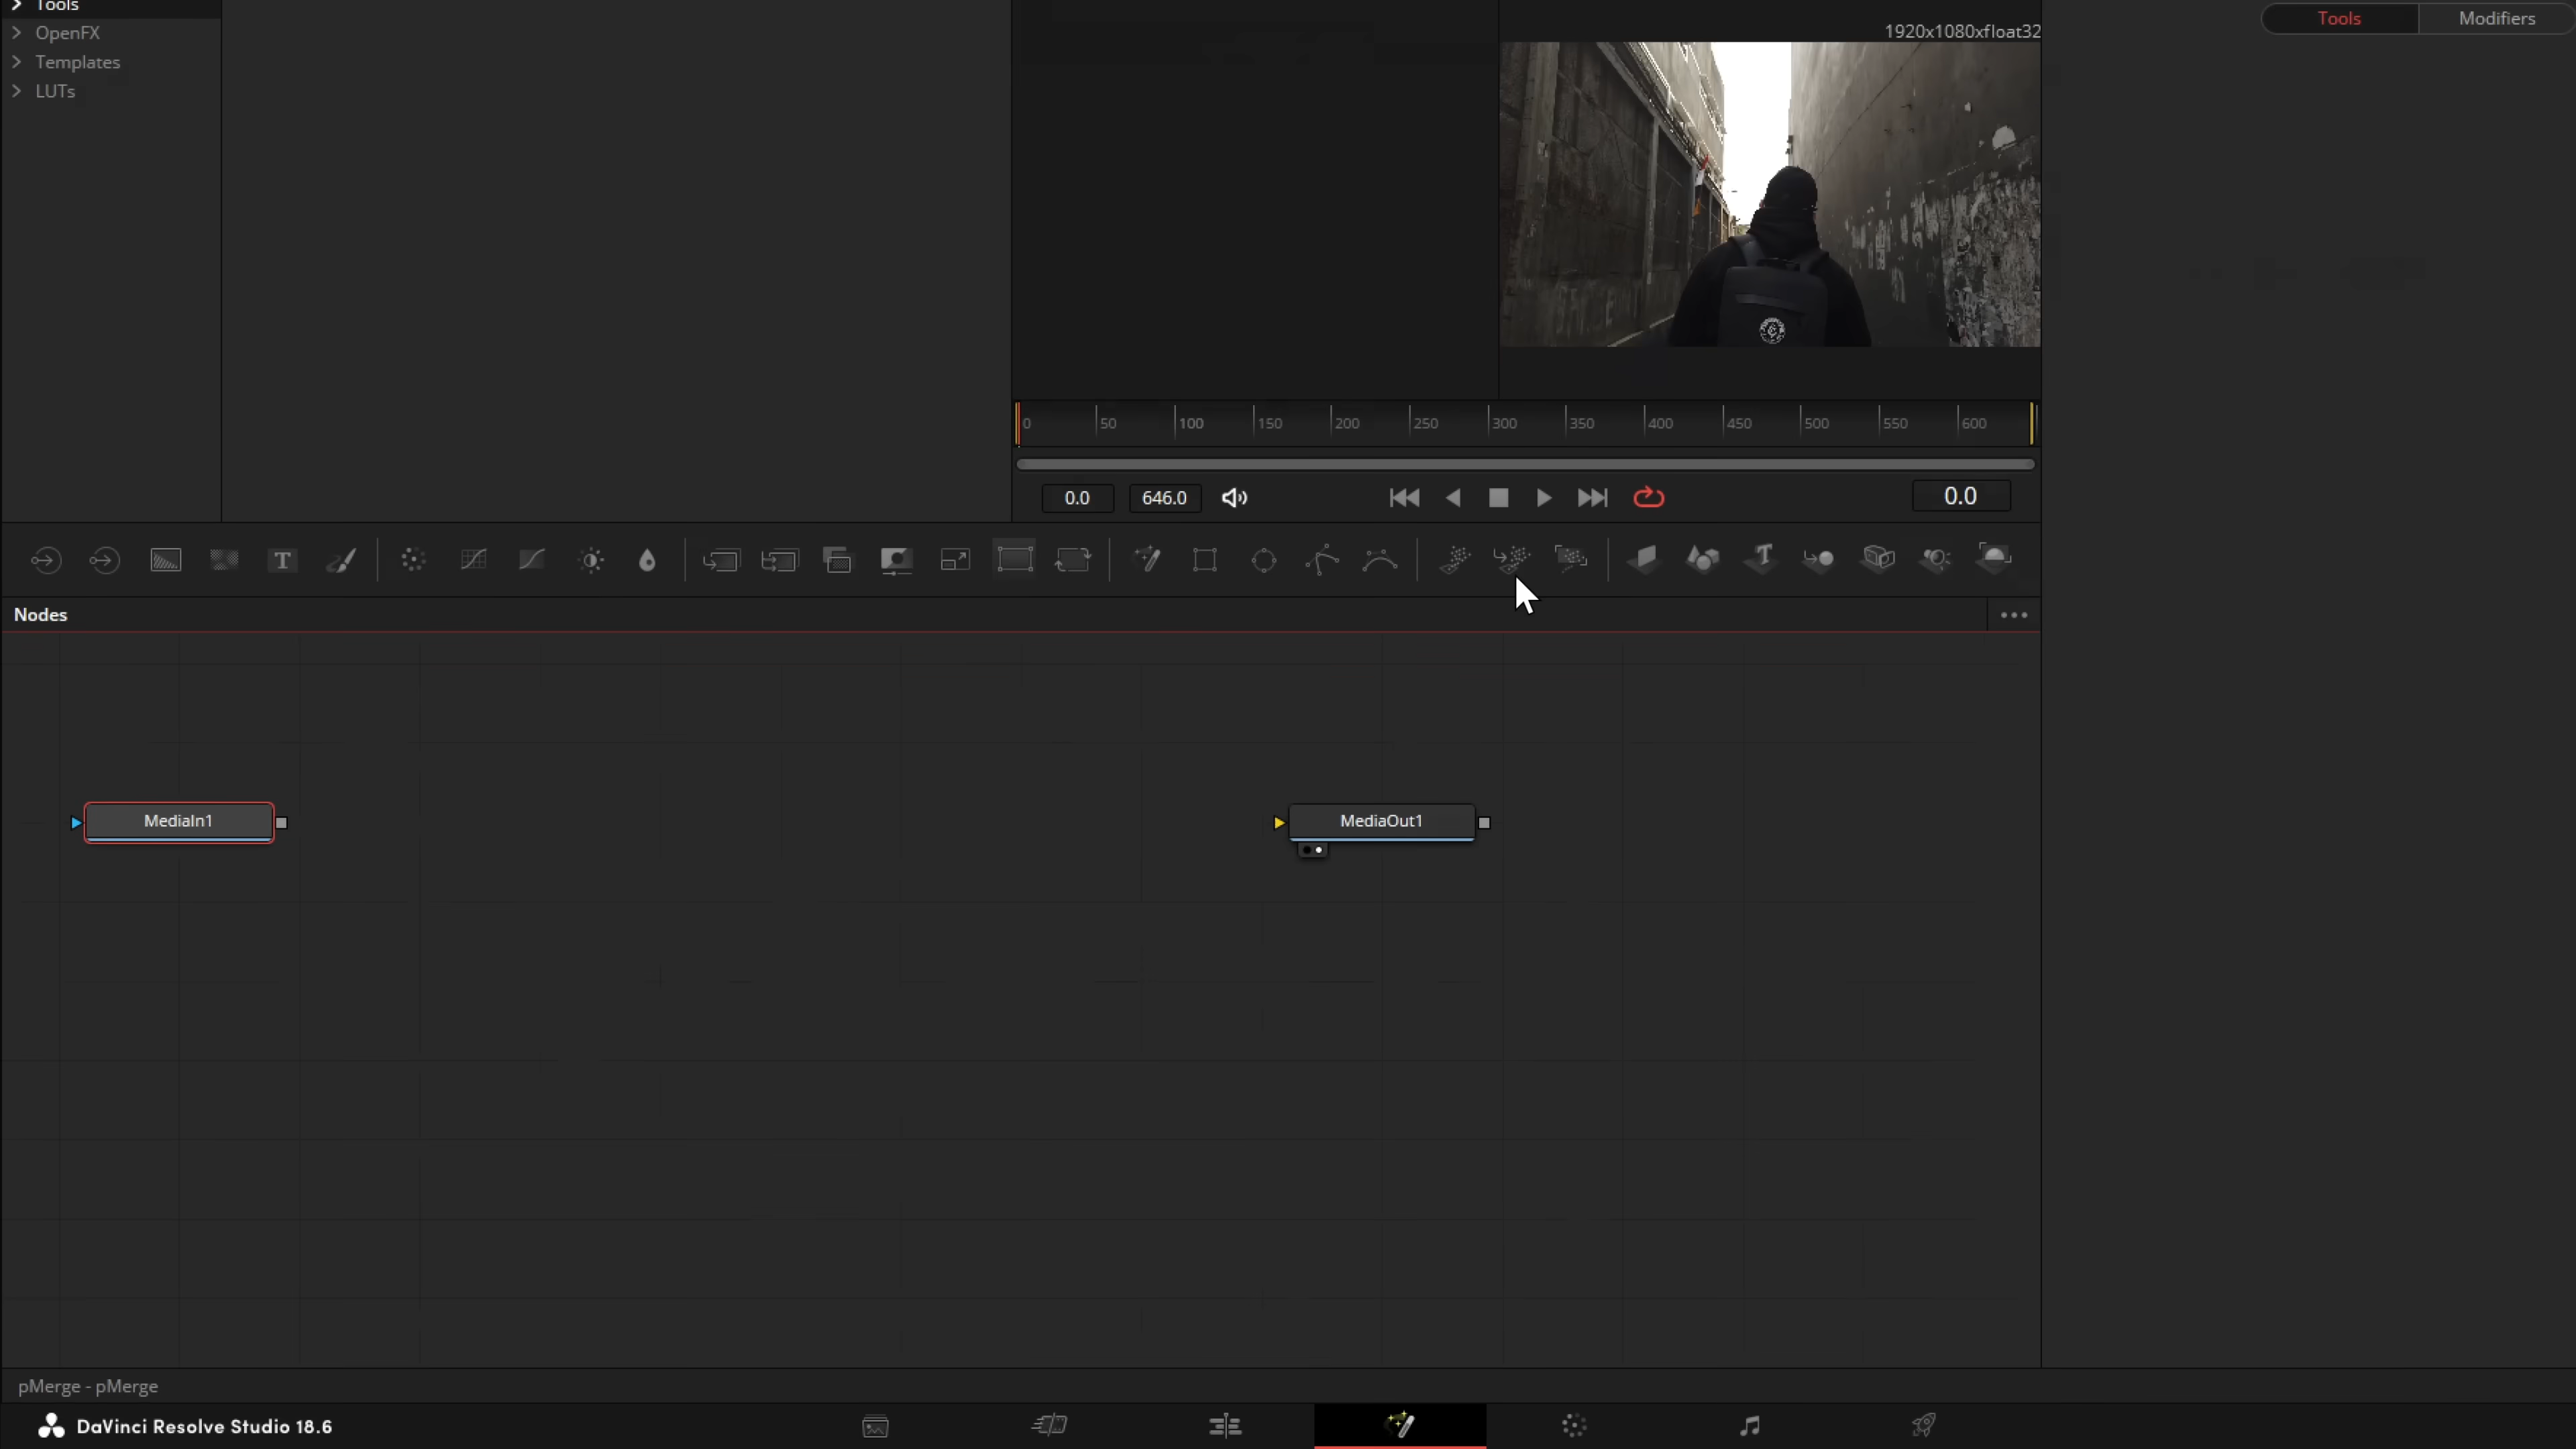 Tools
OpenFX
Templates
LUTs
1920x1080xfloat32
Tools
Modifiers
0
50
100
150
200
250
300
350
400
450
500
550
600
0.0
646.0
0.0
T
T
Nodes
MediaIn1
MediaOut1
pMerge - pMerge
DaVinci Resolve Studio 18.6